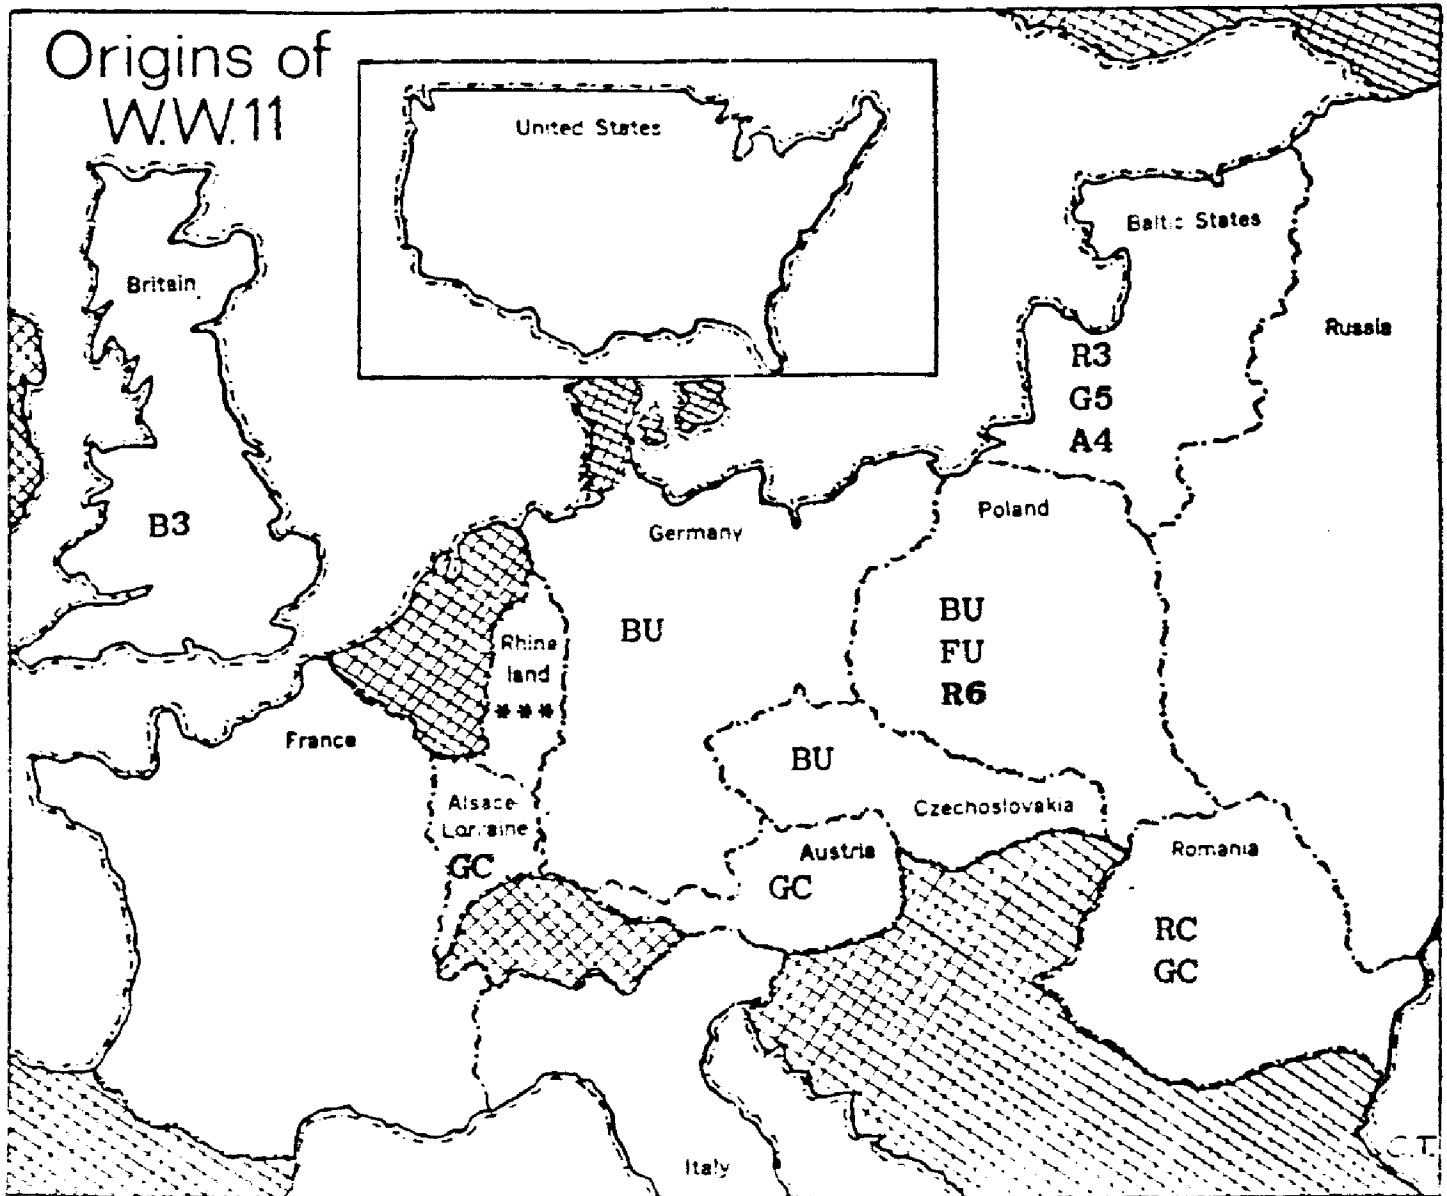 Origins of
W.W.11
United States
Baltic States
Britain
Russia
R3
G5
A4
Poland
B3
Germany
BU
BU
FU
R6
Rhine
land
***
France
BU
Alsace-
Lorraine
GC
Czechoslovakia
Austria
GC
Romania
RC
GC
Italy
C.T.